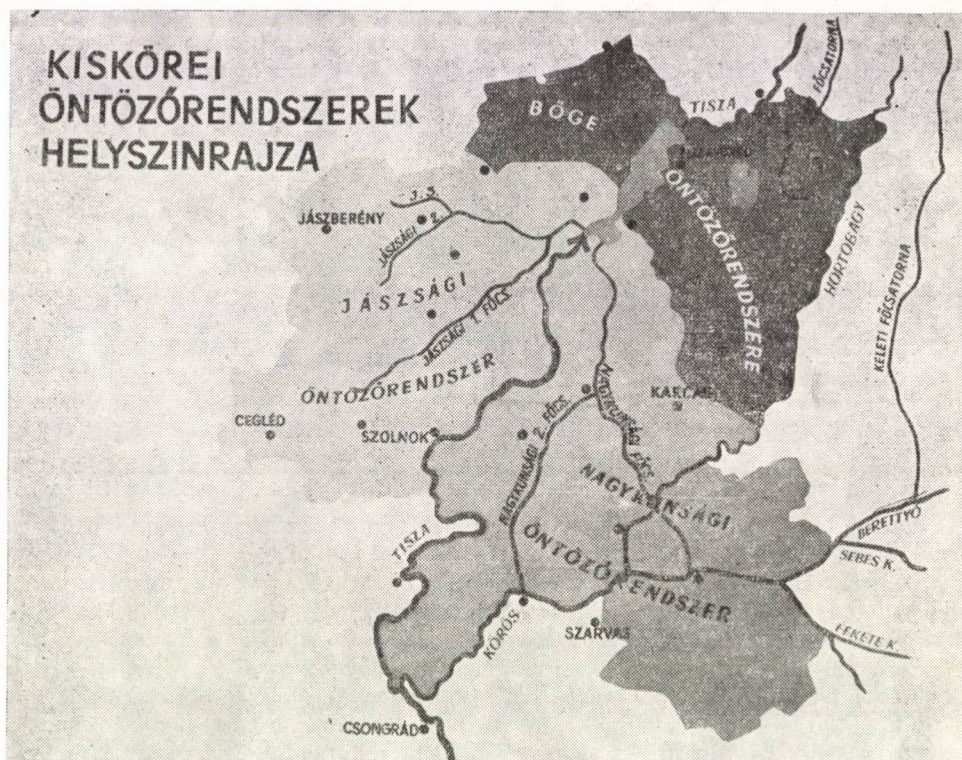 KISKÖREI
ÖNTÖZŐRENDSZEREK
HELYSZINRAJZA
BŐGE
TISZA
FŐCSATORNA
ÖNTÖZŐRENDSZERE
HORTOBÁGY
KELETI FŐCSATORNA
J. 3.
JÁSZBERÉNY
JÁSZSÁGI 2.
JÁSZSÁGI
JÁSZSÁGI 1. FŐCS.
ÖNTÖZŐRENDSZER
CEGLÉD
SZOLNOK
KARCAG
NAGYKUNSÁGI 2. FŐCS.
NAGYKUNSÁGI FŐCS.
NAGYKUNSÁGI
ÖNTÖZŐRENDSZER
TISZA
BERETTYÓ
SEBES K.
KÖRÖS
SZARVAS
FEKETE K.
CSONGRÁD